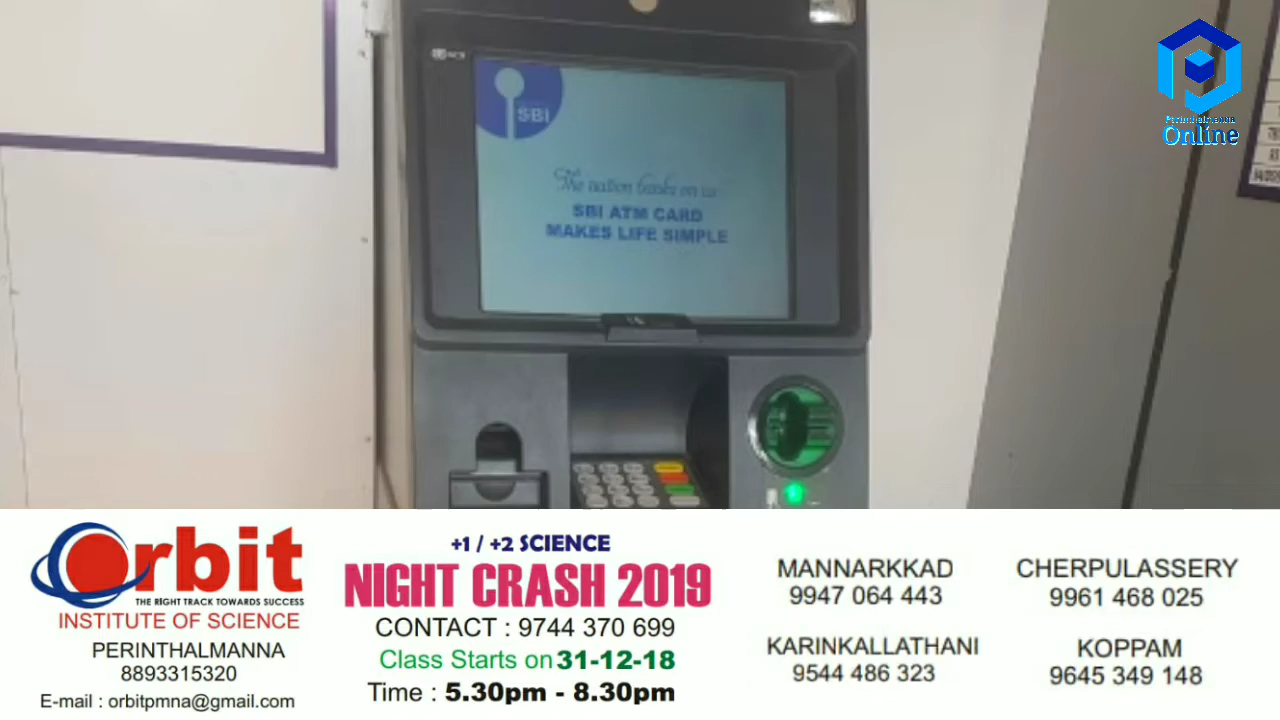 NCR
SBI
The nation banks on us
SBI ATM CARD
MAKES LIFE SIMPLE
Perinthalmanna
Online
Orbit
THE RIGHT TRACK TOWARDS SUCCESS
INSTITUTE OF SCIENCE
PERINTHALMANNA
8893315320
E-mail : orbitpmna@gmail.com
+1 / +2 SCIENCE
NIGHT CRASH 2019
CONTACT : 9744 370 699
Class Starts on 31-12-18
Time : 5.30pm - 8.30pm
MANNARKKAD
9947 064 443
CHERPULASSERY
9961 468 025
KARINKALLATHANI
9544 486 323
KOPPAM
9645 349 148